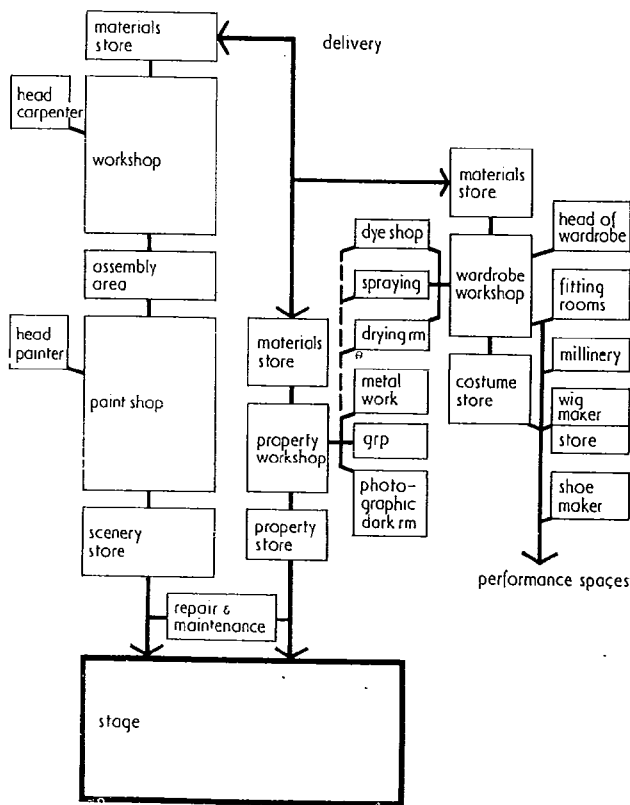 materials
store
delivery
head
carpenter
workshop
materials
store
head of
wardrobe
dye shop
wardrobe
workshop
assembly
area
spraying
fitting
rooms
head
painter
materials
store
drying rm
millinery
paint shop
metal
work
costume
store
wig
maker
store
property
workshop
grp
photo-
graphic
dark rm
shoe
maker
scenery
store
property
store
performance spaces
repair &
maintenance
stage